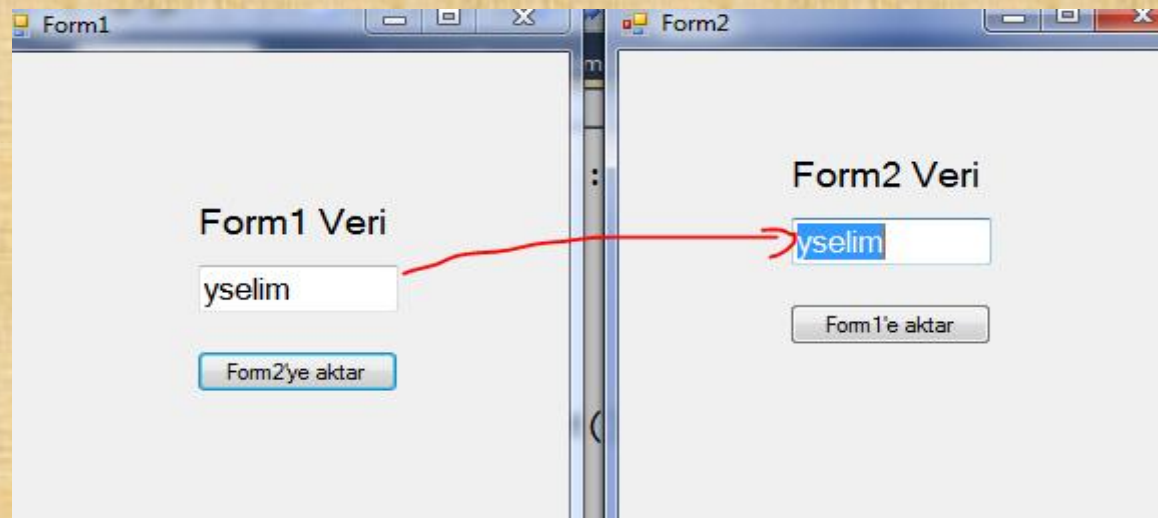 Form1
Form1 Veri
yselim
Form2'ye aktar
m
:
(
Form2
Form2 Veri
yselim
Form1'e aktar